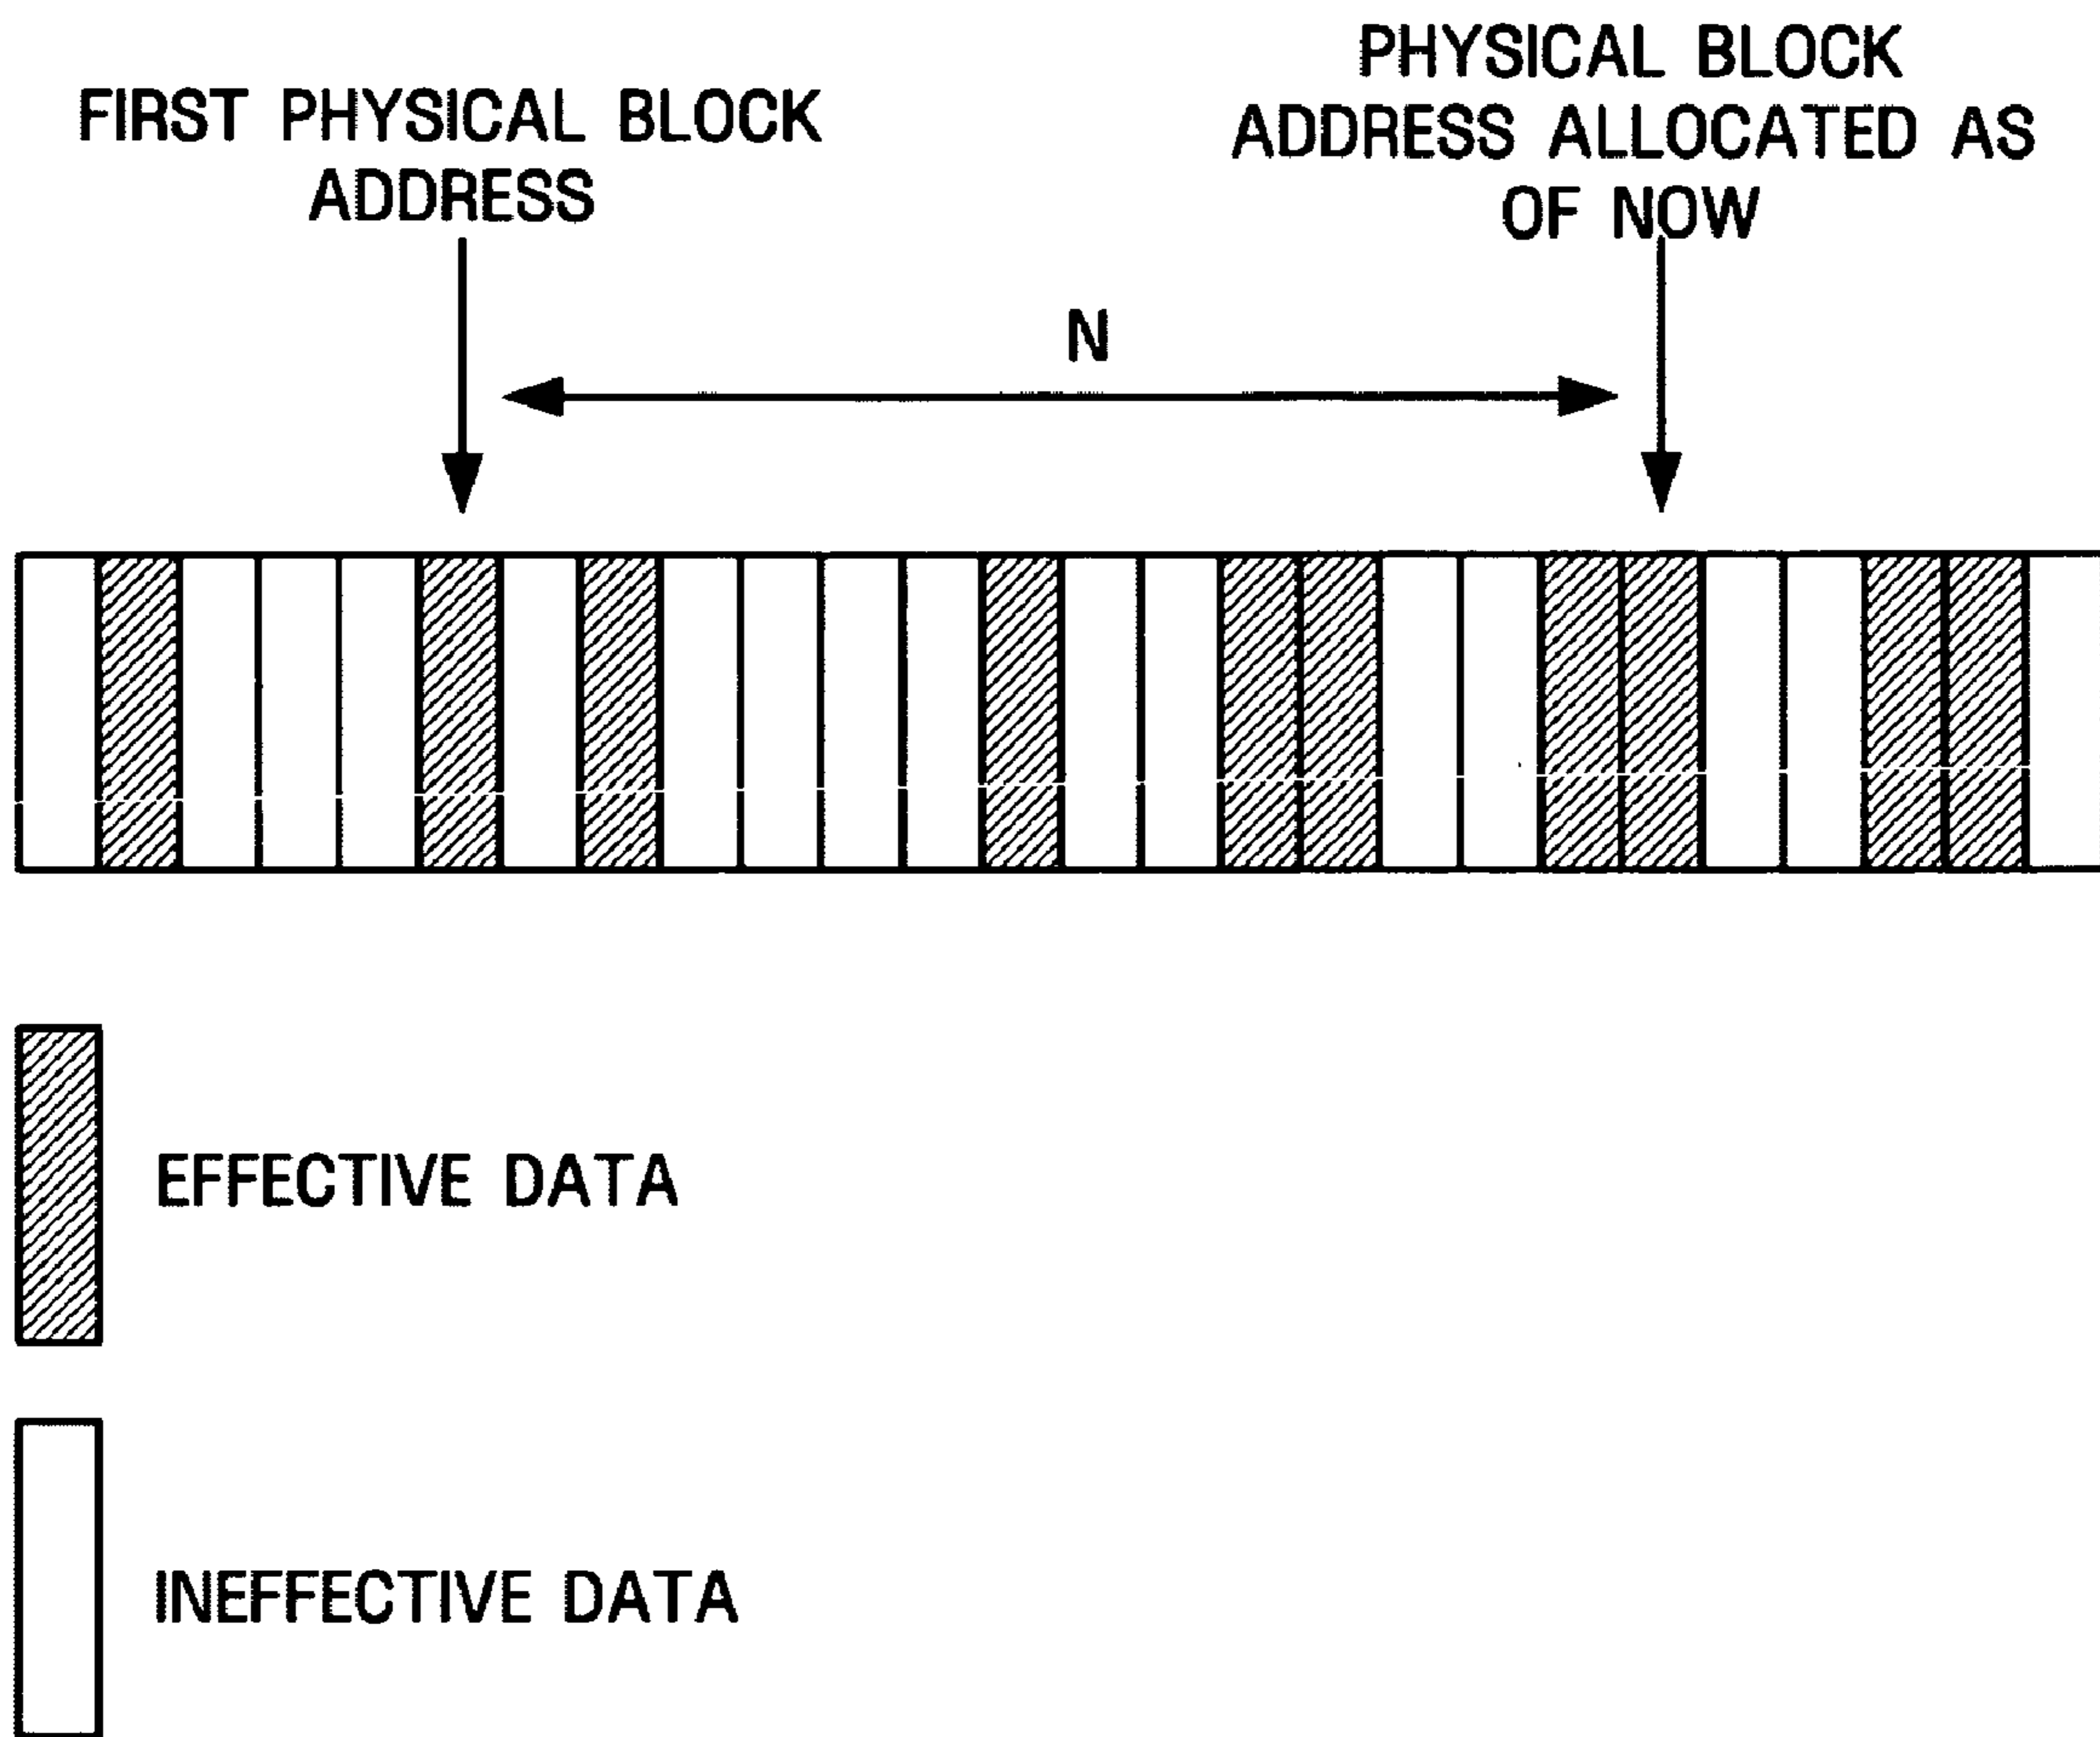 FIRST PHYSICAL BLOCK
ADDRESS
PHYSICAL BLOCK
ADDRESS ALLOCATED AS
OF NOW
N
EFFECTIVE DATA
INEFFECTIVE DATA